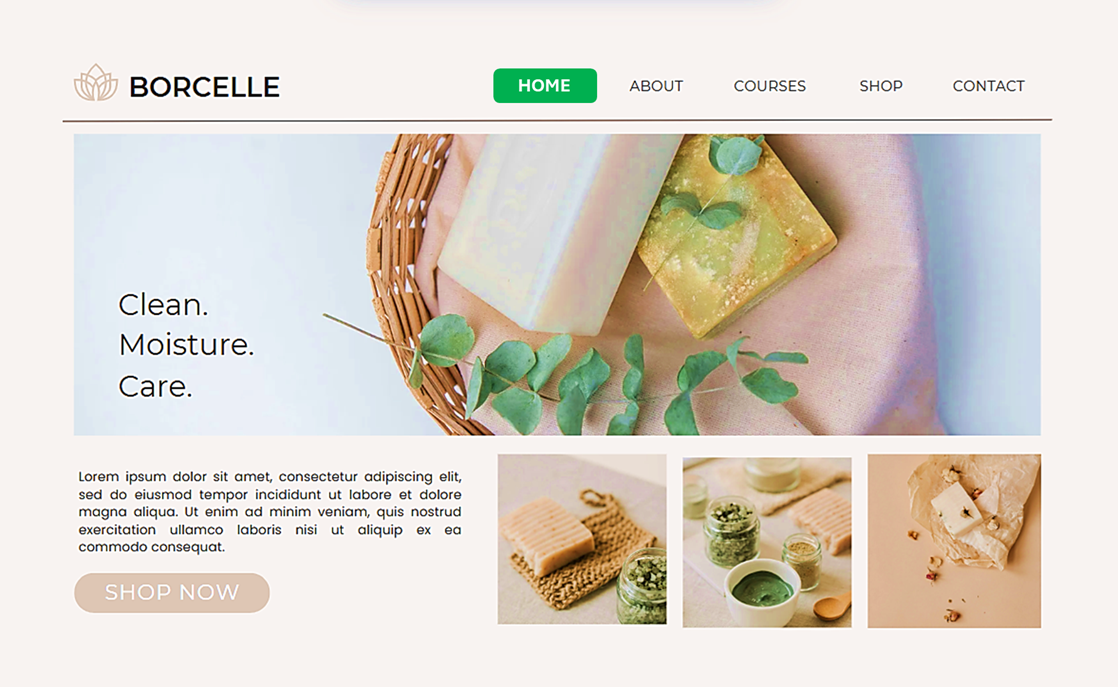 BORCELLE
HOME
ABOUT
COURSES
SHOP
CONTACT
Clean.
Moisture.
Care.
Lorem ipsum dolor sit amet, consectetur adipiscing elit,
sed do eiusmod tempor incididunt ut labore et dolore
magna aliqua. Ut enim ad minim veniam, quis nostrud
exercitation ullamco laboris nisi ut aliquip ex ea
commodo consequat.
SHOP NOW